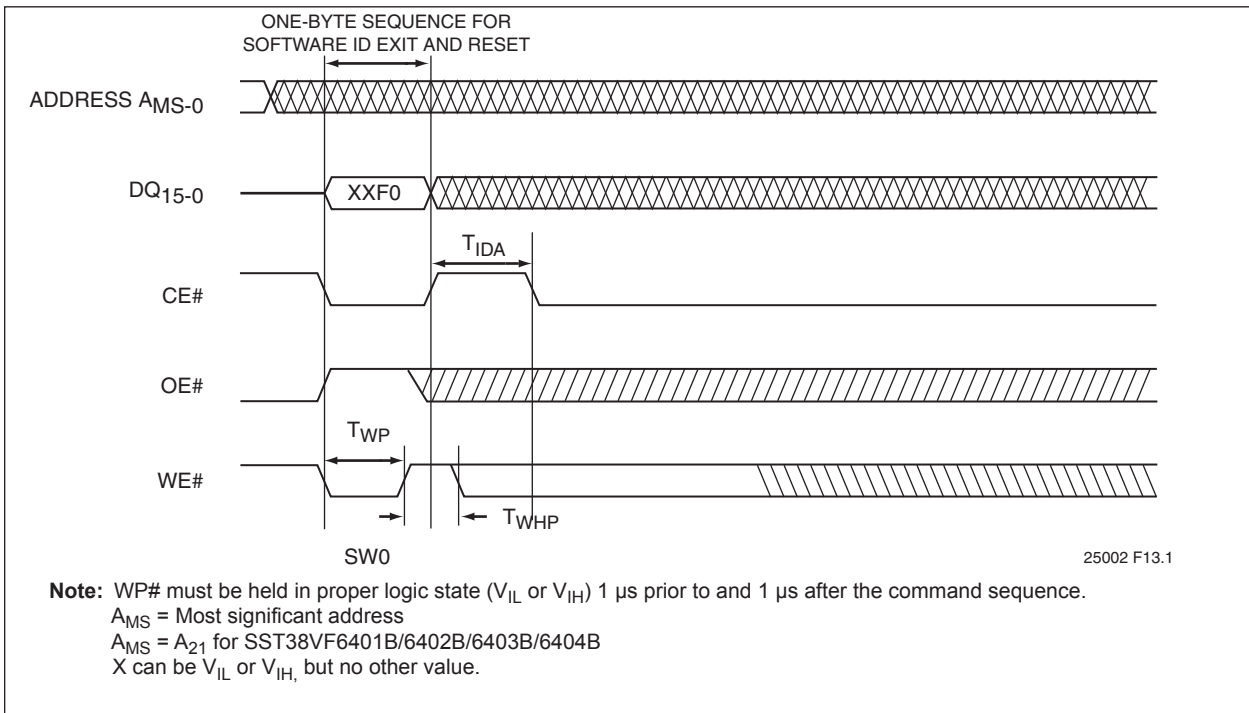 ONE-BYTE SEQUENCE FOR
SOFTWARE ID EXIT AND RESET
ADDRESS AMS-0
DQ15-0
XXF0
TIDA
CE#
OE#
TWP
WE#
TWHP
SW0
25002 F13.1
Note: WP# must be held in proper logic state (VIL or VIH) 1 µs prior to and 1 µs after the command sequence.
AMS = Most significant address
AMS = A21 for SST38VF6401B/6402B/6403B/6404B
X can be VIL or VIH, but no other value.